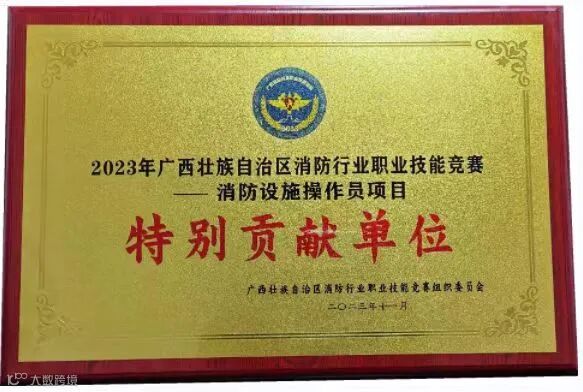 2023
2023年广西壮族自治区消防行业职业技能竞赛
—— 消防设施操作员项目
特别贡献单位
广西壮族自治区消防行业职业技能竞赛组织委员会
二〇二三年十一月
大数跨境